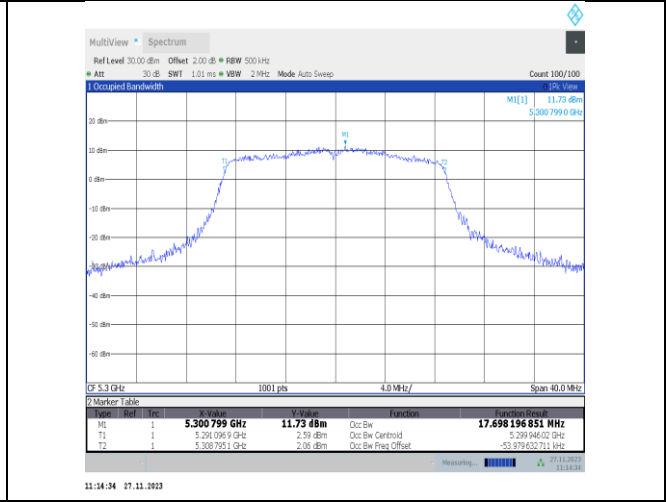 MultiView Spectrum
Ref Level 30.00 dBm Offset 2.00 dB RBW 500 kHz
Att 30 dB SWT 1.01 ms VBW 2 MHz Mode Auto Sweep Count 100/100
1 Occupied Bandwidth 1Pk View
M1[1] 11.73 dBm
5.300 799 0 GHz
20 dBm
M1
10 dBm
T1 T2
0 dBm
-10 dBm
-20 dBm
-30 dBm
-40 dBm
-50 dBm
-60 dBm
CF 5.3 GHz 1001 pts 4.0 MHz/ Span 40.0 MHz
2 Marker Table
Type Ref Trc X-Value Y-Value Function Function Result
M1 1 5.300 799 GHz 11.73 dBm Occ Bw 17.698 196 851 MHz
T1 1 5.291 096 9 GHz 2.59 dBm Occ Bw Centroid 5.299 946 02 GHz
T2 1 5.308 795 1 GHz 2.06 dBm Occ Bw Freq Offset -53.979 632 711 kHz
Measuring... 27.11.2023
11:14:34
11:14:34 27.11.2023